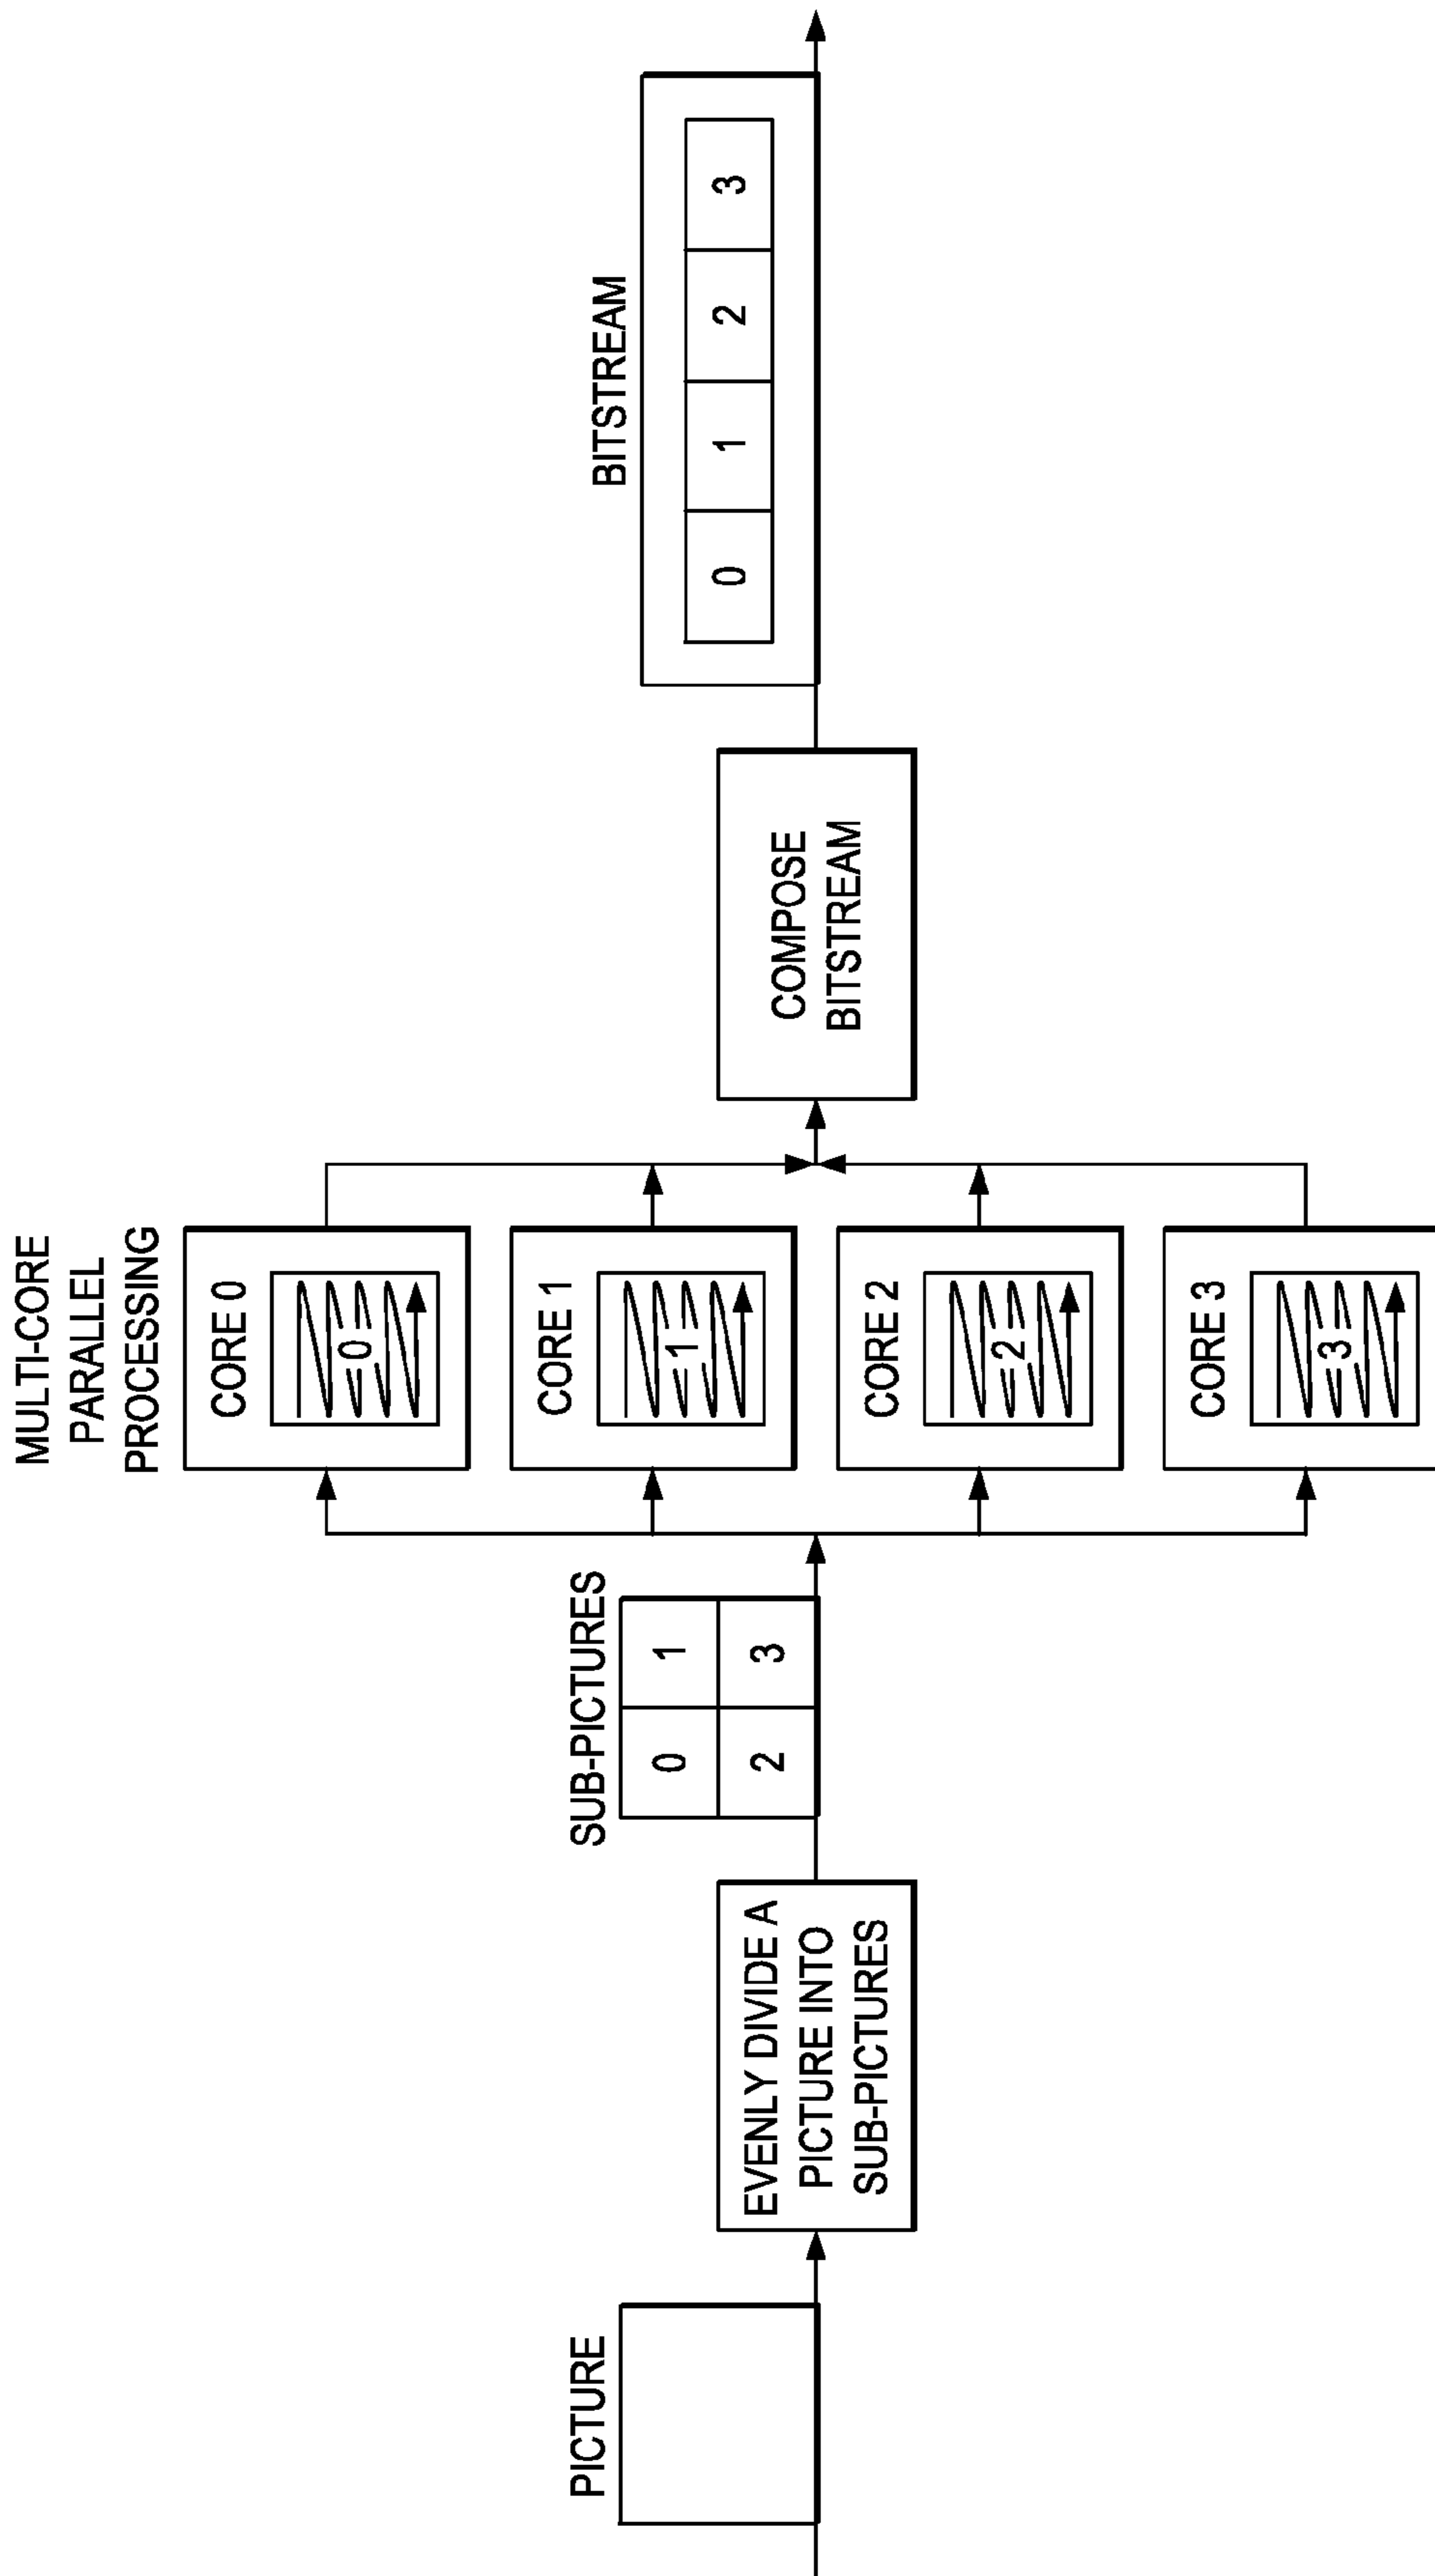 PICTURE
EVENLY DIVIDE A
PICTURE INTO
SUB-PICTURES
SUB-PICTURES
0 1
2 3
MULTI-CORE
PARALLEL
PROCESSING
CORE 0
0
CORE 1
1
CORE 2
2
CORE 3
3
COMPOSE
BITSTREAM
BITSTREAM
0 1 2 3